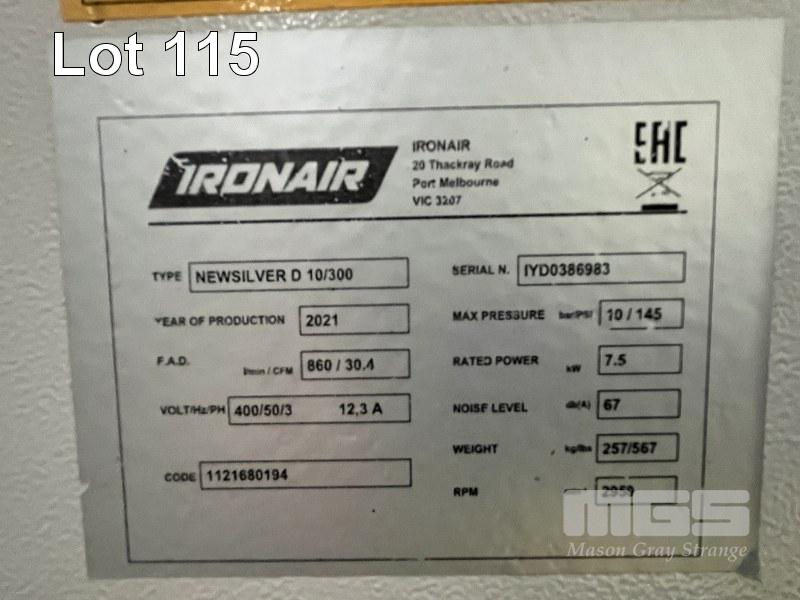 Lot 115
IRONAIR
IRONAIR
20 Thackray Road
Port Melbourne
VIC 3207
EAC
TYPE NEWSILVER D 10/300
SERIAL N. IYD0386983
YEAR OF PRODUCTION 2021
MAX PRESSURE bar/PSI 10 / 145
F.A.D. l/min / CFM 860 / 30.4
RATED POWER kW 7.5
VOLT/Hz/PH 400/50/3 12,3 A
NOISE LEVEL db(A) 67
WEIGHT kg/lbs 257/567
CODE 1121680194
RPM
MGS
Mason Gray Strange